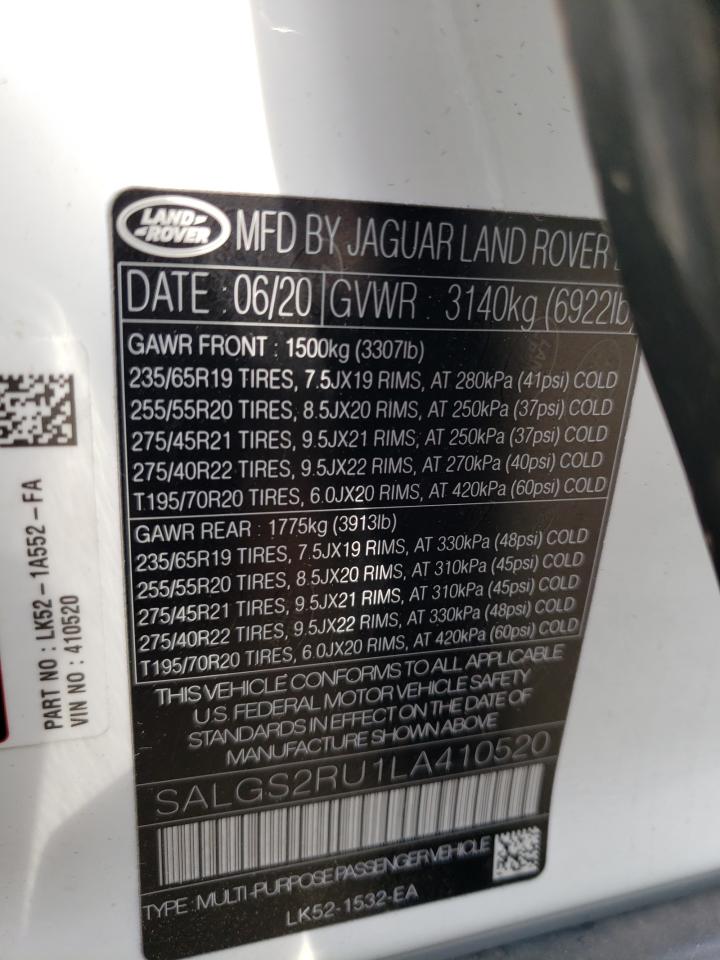 LAND-
ROVER
MFD BY JAGUAR LAND ROVER
DATE : 06/20 GVWR : 3140kg (6922lb)
GAWR FRONT : 1500kg (3307lb)
235/65R19 TIRES, 7.5JX19 RIMS, AT 280kPa (41psi) COLD
255/55R20 TIRES, 8.5JX20 RIMS, AT 250kPa (37psi) COLD
275/45R21 TIRES, 9.5JX21 RIMS, AT 250kPa (37psi) COLD
275/40R22 TIRES, 9.5JX22 RIMS, AT 270kPa (40psi) COLD
T195/70R20 TIRES, 6.0JX20 RIMS, AT 420kPa (60psi) COLD
GAWR REAR : 1775kg (3913lb)
235/65R19 TIRES, 7.5JX19 RIMS, AT 330kPa (48psi) COLD
255/55R20 TIRES, 8.5JX20 RIMS, AT 310kPa (45psi) COLD
275/45R21 TIRES, 9.5JX21 RIMS, AT 310kPa (45psi) COLD
275/40R22 TIRES, 9.5JX22 RIMS, AT 330kPa (48psi) COLD
T195/70R20 TIRES, 6.0JX20 RIMS, AT 420kPa (60psi) COLD
THIS VEHICLE CONFORMS TO ALL APPLICABLE
U.S. FEDERAL MOTOR VEHICLE SAFETY
STANDARDS IN EFFECT ON THE DATE OF
MANUFACTURE SHOWN ABOVE
SALGS2RU1LA410520
TYPE : MULTI-PURPOSE PASSENGER VEHICLE
LK52-1532-EA
PART NO : LK52-1A552-FA
VIN NO : 410520